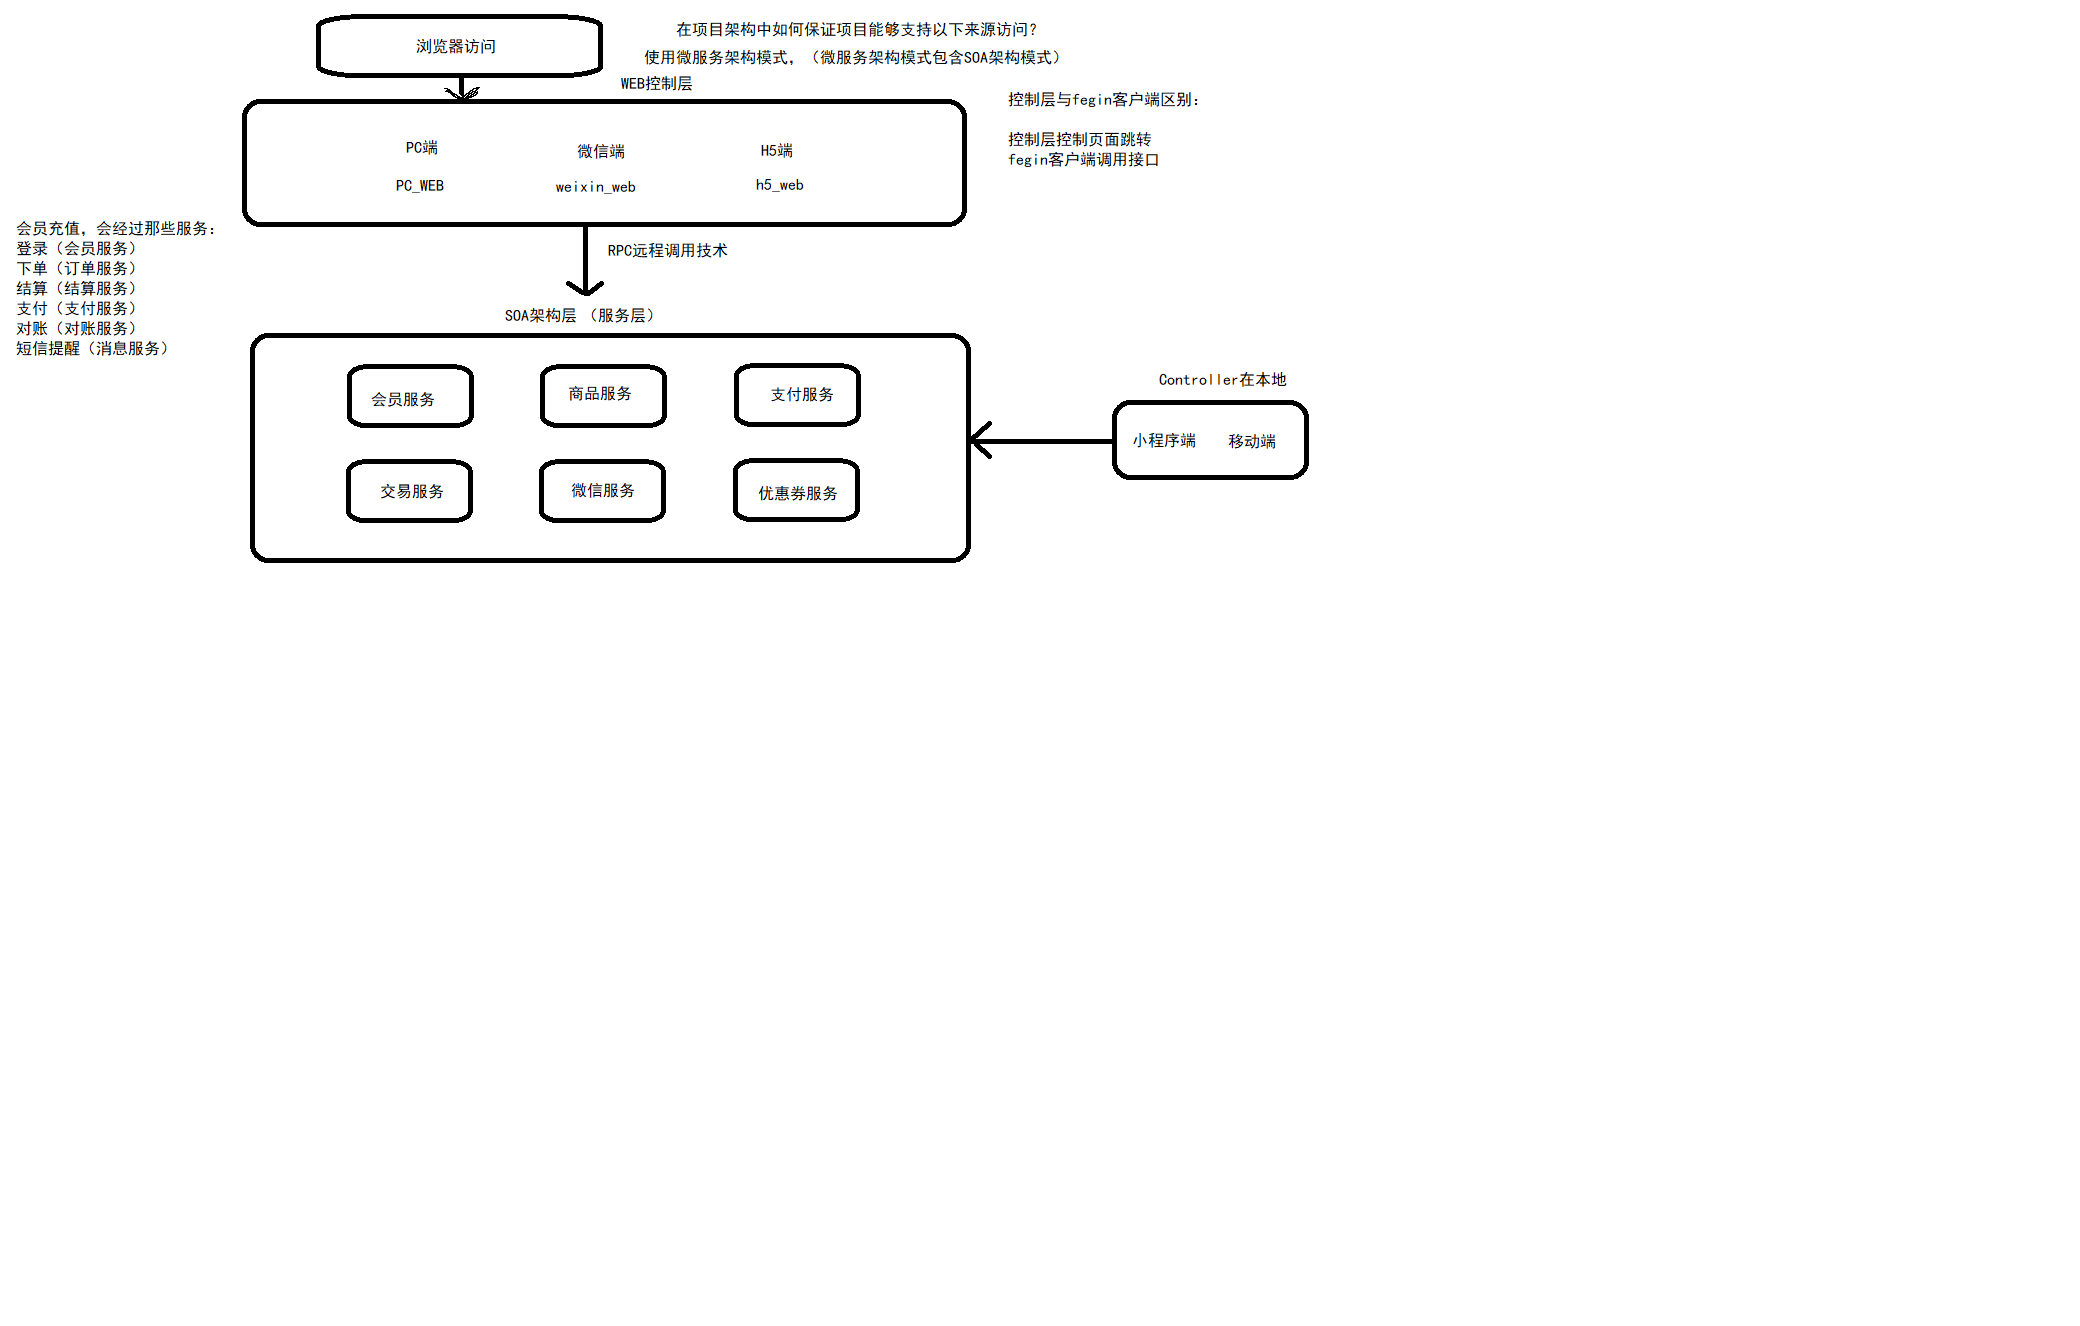 浏览器访问
在项目架构中如何保证项目能够支持以下来源访问？
使用微服务架构模式，（微服务架构模式包含SOA架构模式）
WEB控制层
控制层与fegin客户端区别：
控制层控制页面跳转
fegin客户端调用接口
PC端
微信端
H5端
PC_WEB
weixin_web
h5_web
会员充值，会经过那些服务：
登录（会员服务）
下单（订单服务）
结算（结算服务）
支付（支付服务）
对账（对账服务）
短信提醒（消息服务）
RPC远程调用技术
SOA架构层 （服务层）
会员服务
商品服务
支付服务
交易服务
微信服务
优惠券服务
Controller在本地
小程序端
移动端